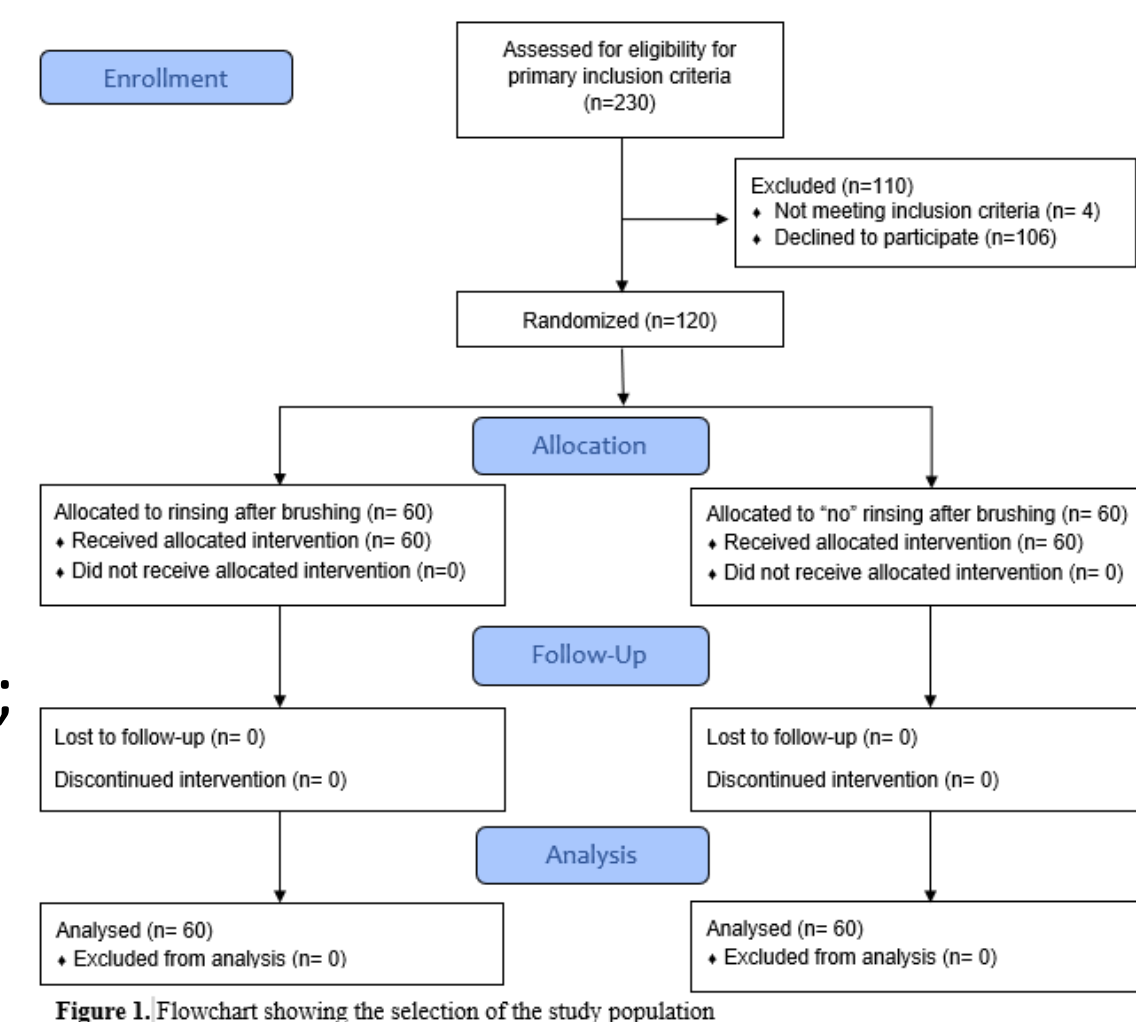 Enrollment
Assessed for eligibility for
primary inclusion criteria
(n=230)
Excluded (n=110)
♦ Not meeting inclusion criteria (n= 4)
♦ Declined to participate (n=106)
Randomized (n=120)
Allocation
Allocated to rinsing after brushing (n= 60)
♦ Received allocated intervention (n= 60)
♦ Did not receive allocated intervention (n=0)
Allocated to “no” rinsing after brushing (n= 60)
♦ Received allocated intervention (n= 60)
♦ Did not receive allocated intervention (n= 0)
Follow-Up
;
Lost to follow-up (n= 0)
Discontinued intervention (n= 0)
Lost to follow-up (n= 0)
Discontinued intervention (n= 0)
Analysis
Analysed (n= 60)
♦ Excluded from analysis (n= 0)
Analysed (n= 60)
♦ Excluded from analysis (n= 0)
Figure 1. Flowchart showing the selection of the study population